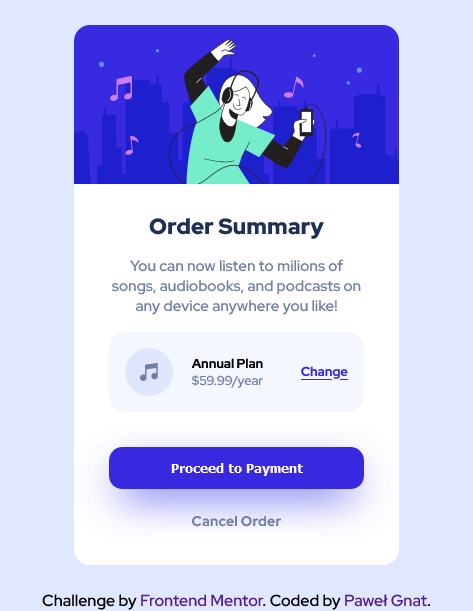 Order Summary
You can now listen to milions of
songs, audiobooks, and podcasts on
any device anywhere you like!
Annual Plan
$59.99/year
Change
Proceed to Payment
Cancel Order
Challenge by Frontend Mentor. Coded by Paweł Gnat.